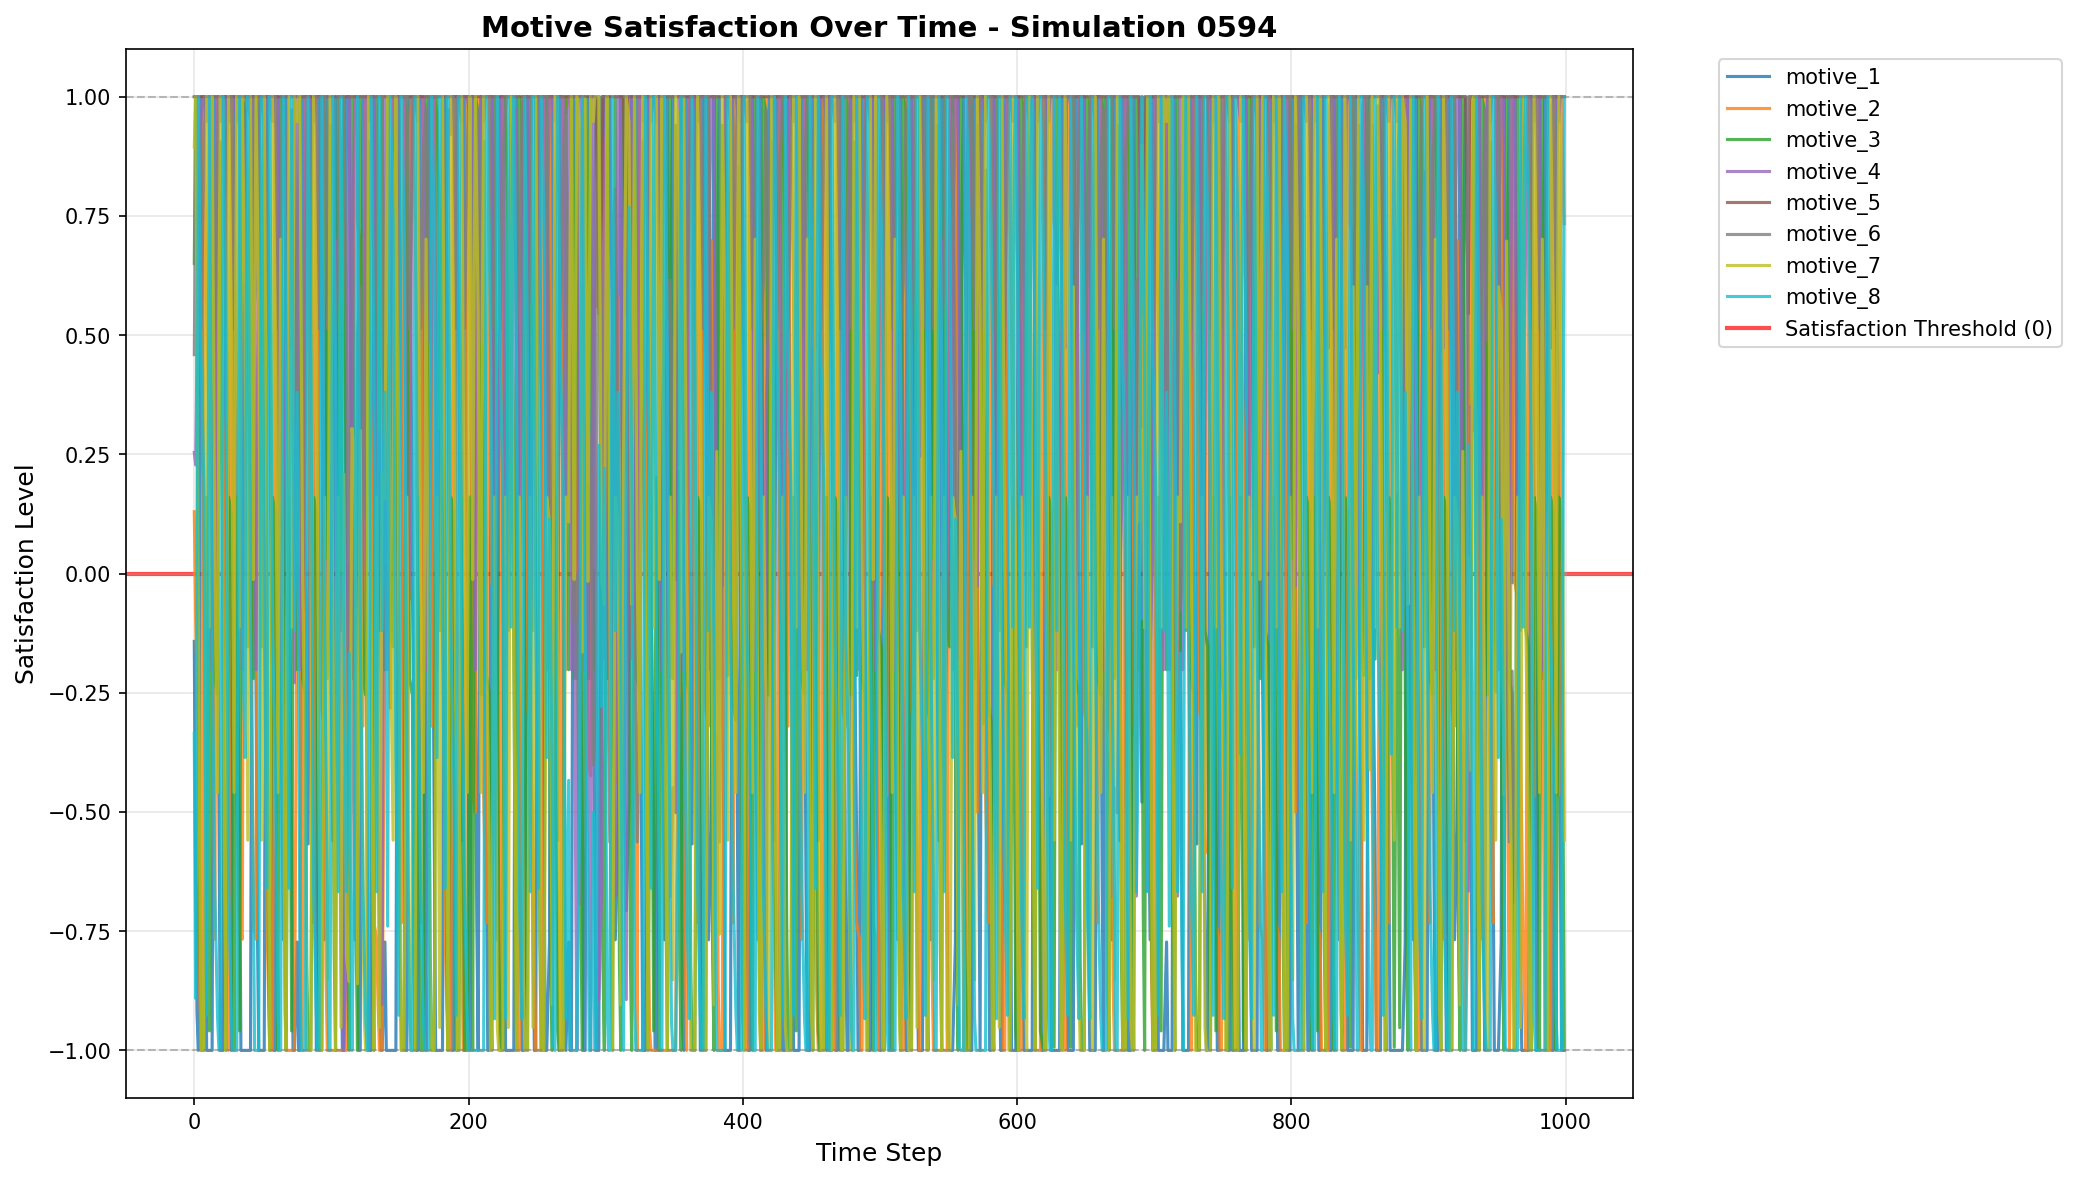 Motive Satisfaction Over Time - Simulation 0594
1.00
0.75
0.50
0.25
0.00
−0.25
−0.50
−0.75
−1.00
Satisfaction Level
0
200
400
600
800
1000
Time Step
motive_1
motive_2
motive_3
motive_4
motive_5
motive_6
motive_7
motive_8
Satisfaction Threshold (0)